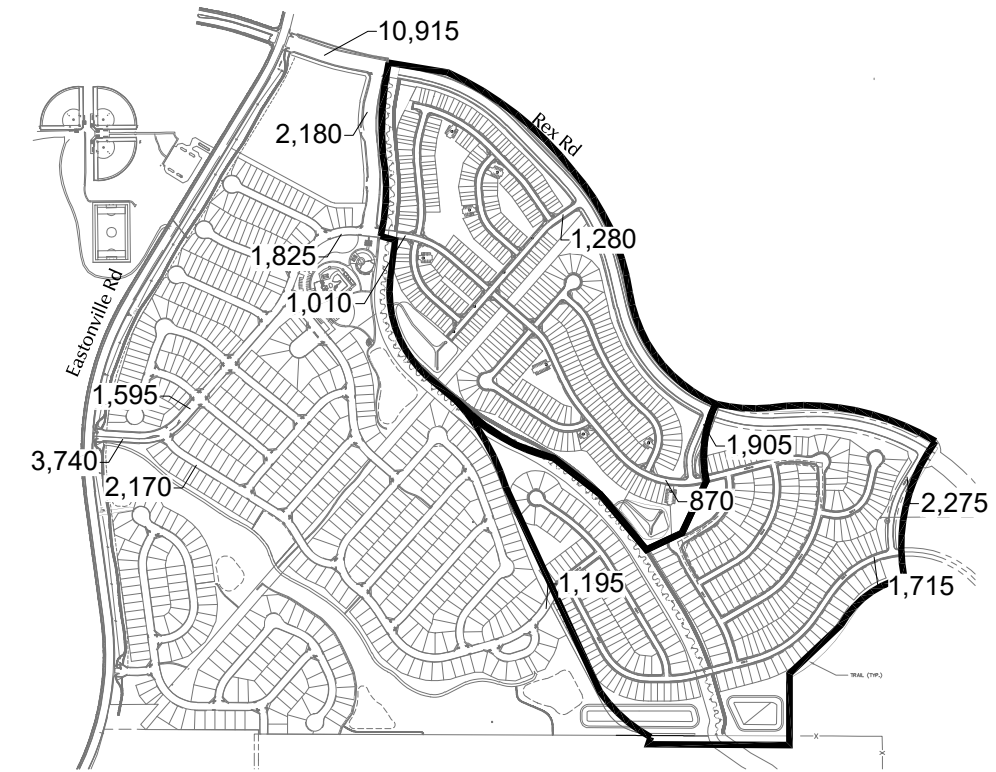 10,915
2,180
Rex Rd
1,280
1,825
1,010
Eastonville Rd
1,595
3,740
2,170
1,905
870
2,275
1,195
1,715
TRAIL (TYP.)
X
X